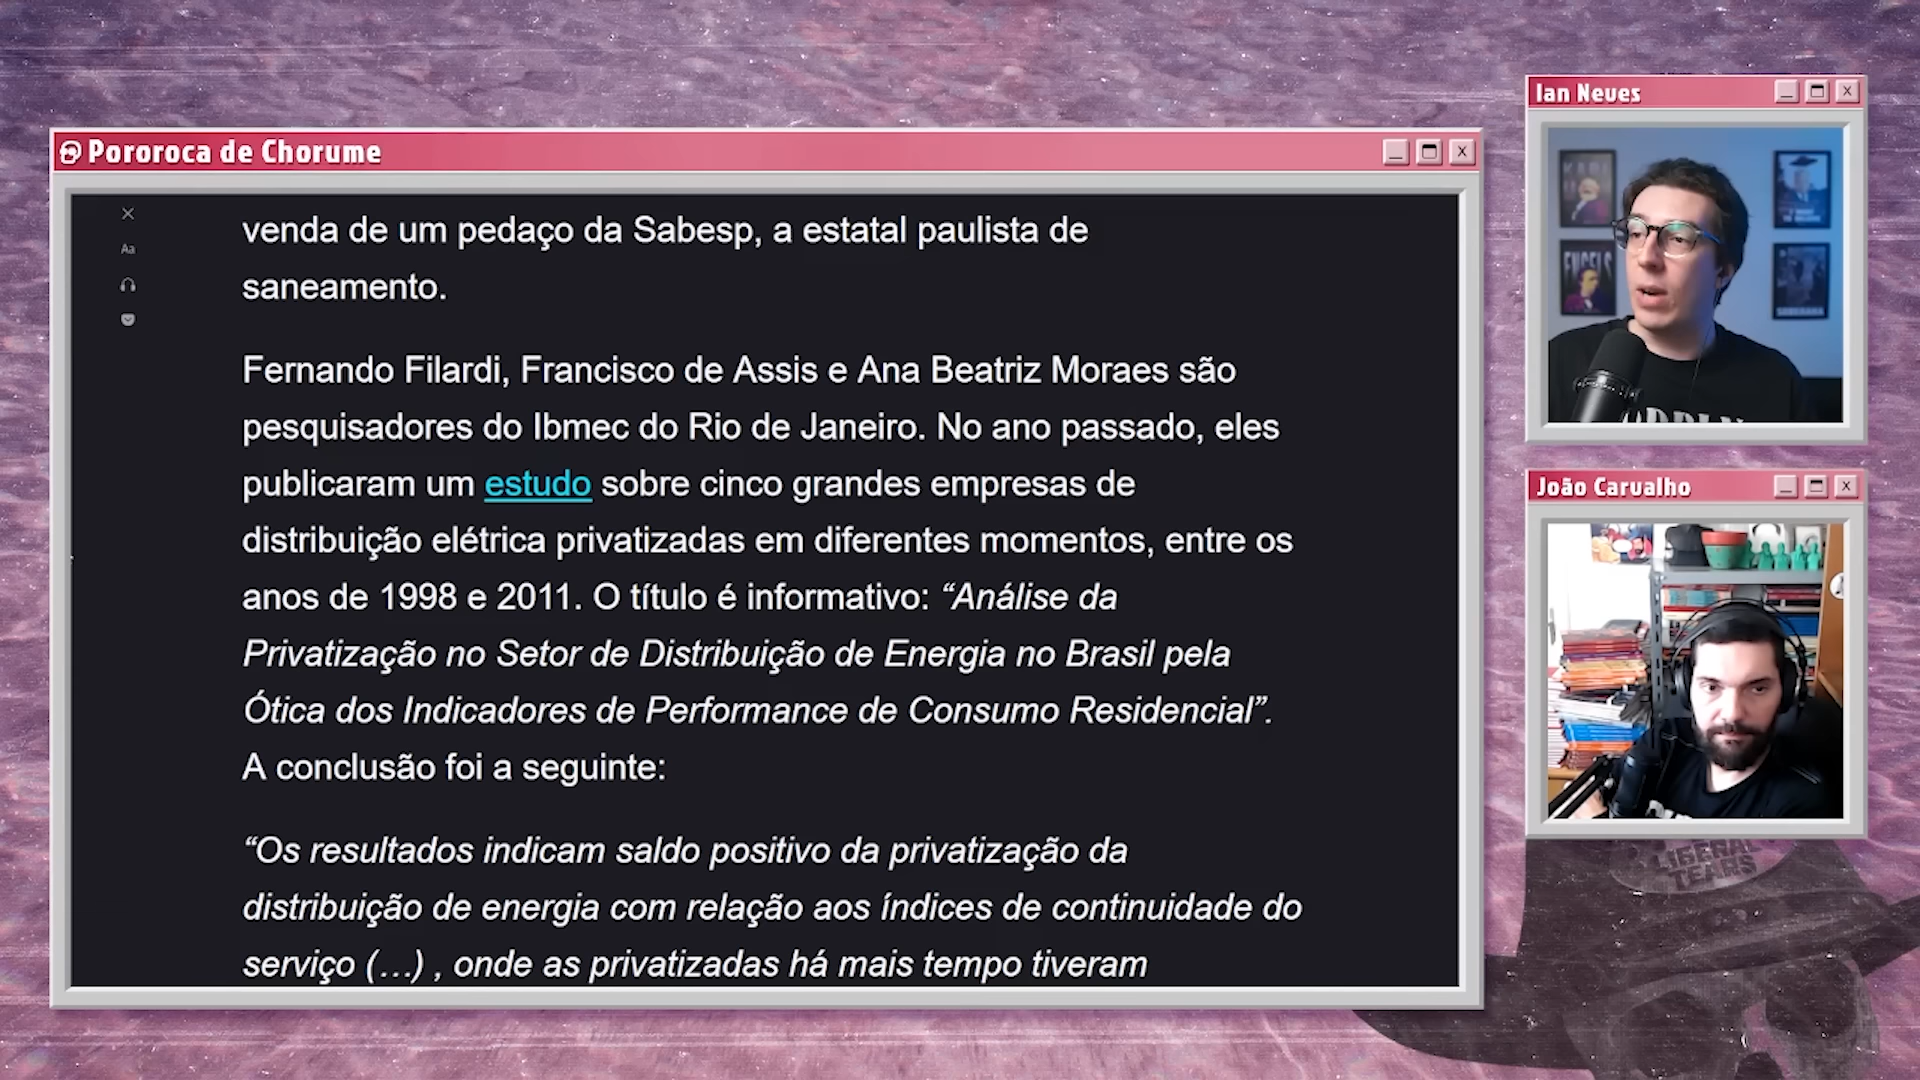 Pororoca de Chorume
venda de um pedaço da Sabesp, a estatal paulista de
saneamento.
Fernando Filardi, Francisco de Assis e Ana Beatriz Moraes são
pesquisadores do Ibmec do Rio de Janeiro. No ano passado, eles
publicaram um estudo sobre cinco grandes empresas de
distribuição elétrica privatizadas em diferentes momentos, entre os
anos de 1998 e 2011. O título é informativo: “Análise da
Privatização no Setor de Distribuição de Energia no Brasil pela
Ótica dos Indicadores de Performance de Consumo Residencial”.
A conclusão foi a seguinte:
“Os resultados indicam saldo positivo da privatização da
distribuição de energia com relação aos índices de continuidade do
serviço (...) , onde as privatizadas há mais tempo tiveram
Aa
Ian Neves
KARL
ENGELS
João Carvalho
LIBERAL
TEARS